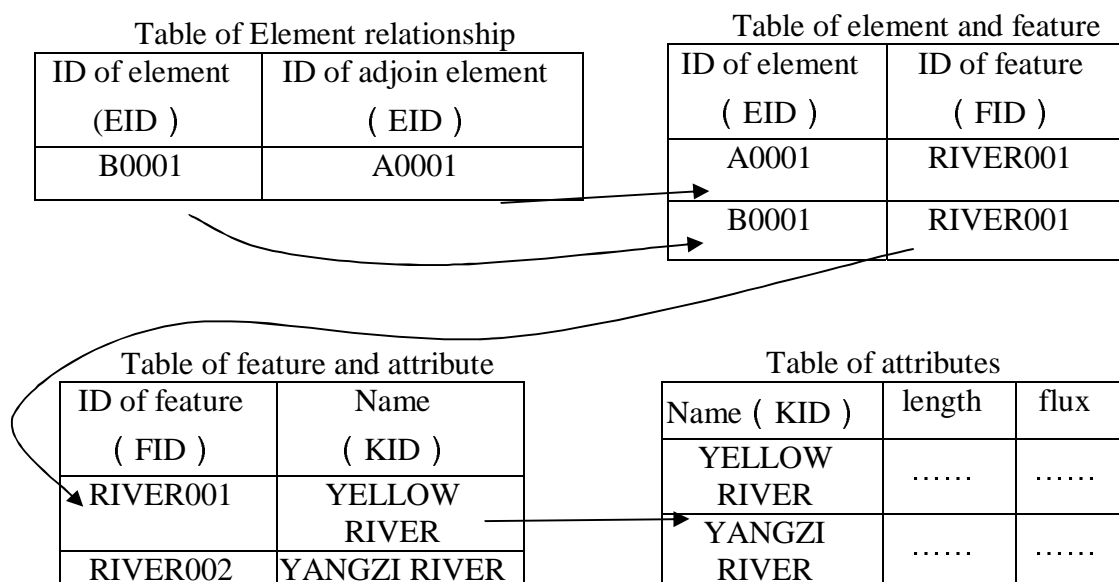 Table of Element relationship
ID of element ID of adjoin element
(EID ) ( EID )
B0001 A0001
Table of element and feature
ID of element ID of feature
( EID ) ( FID )
A0001 RIVER001
B0001 RIVER001
Table of feature and attribute
ID of feature Name
( FID ) ( KID )
RIVER001 YELLOW
RIVER
RIVER002 YANGZI RIVER
Table of attributes
Name ( KID ) length flux
YELLOW
RIVER …… ……
YANGZI
RIVER …… ……